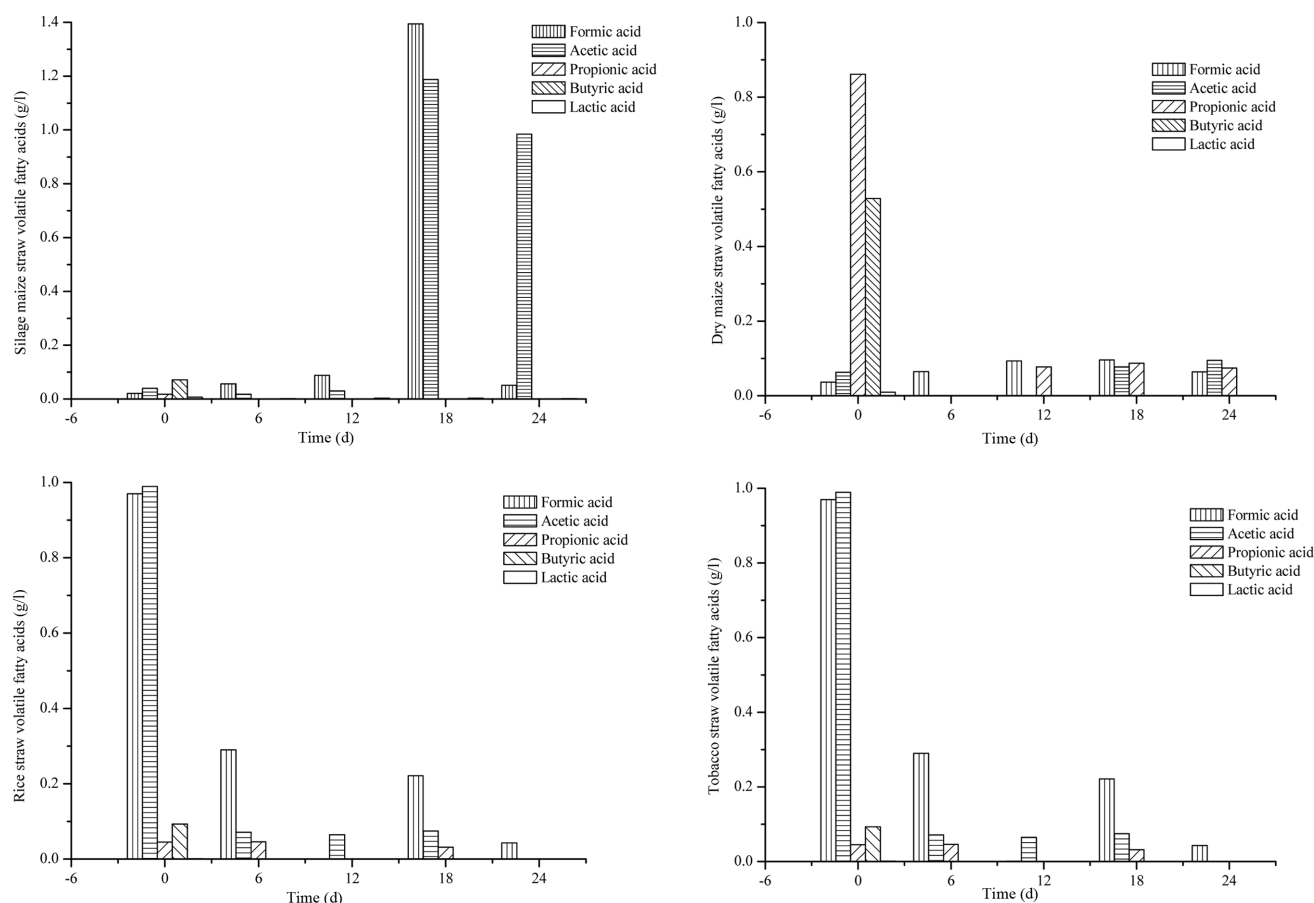 Silage maize straw volatile fatty acids (g/l)
1.4
1.2
1.0
0.8
0.6
0.4
0.2
0.0
-6
0
6
12
18
24
Time (d)
Formic acid
Acetic acid
Propionic acid
Butyric acid
Lactic acid
Dry maize straw volatile fatty acids (g/l)
1.0
0.8
0.6
0.4
0.2
0.0
-6
0
6
12
18
24
Time (d)
Formic acid
Acetic acid
Propionic acid
Butyric acid
Lactic acid
Rice straw volatile fatty acids (g/l)
1.0
0.8
0.6
0.4
0.2
0.0
-6
0
6
12
18
24
Time (d)
Formic acid
Acetic acid
Propionic acid
Butyric acid
Lactic acid
Tobacco straw volatile fatty acids (g/l)
1.0
0.8
0.6
0.4
0.2
0.0
-6
0
6
12
18
24
Time (d)
Formic acid
Acetic acid
Propionic acid
Butyric acid
Lactic acid